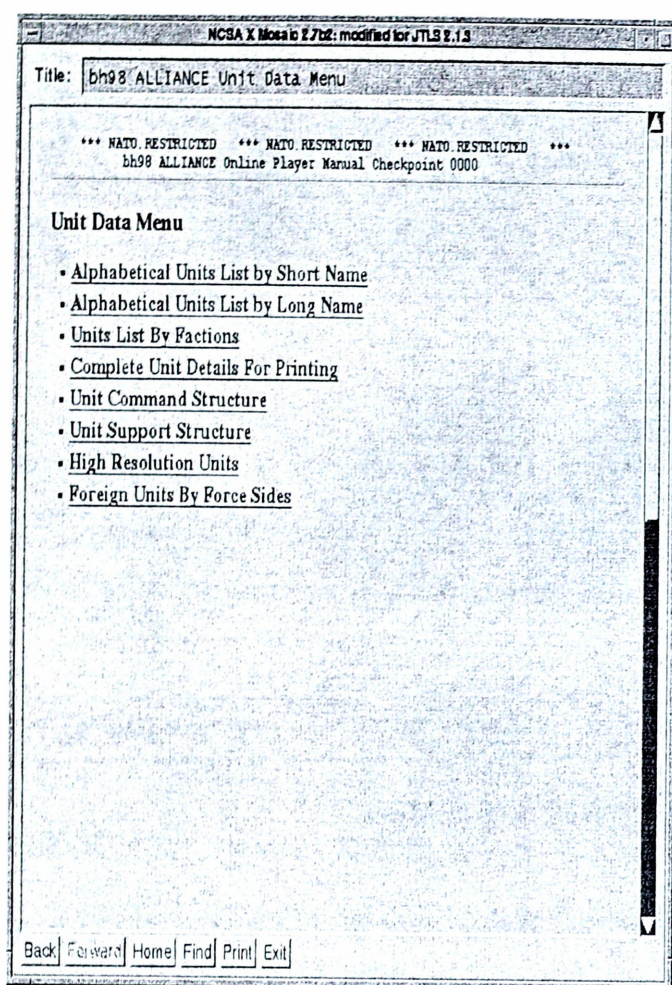 NCSA X Mosaic 2.7b2: modified for JTLS 2.1.3
Title: bh98 ALLIANCE Unit Data Menu
*** NATO.RESTRICTED *** NATO.RESTRICTED *** NATO.RESTRICTED ***
bh98 ALLIANCE Online Player Manual Checkpoint 0000
Unit Data Menu
▪ Alphabetical Units List by Short Name
▪ Alphabetical Units List by Long Name
▪ Units List By Factions
▪ Complete Unit Details For Printing
▪ Unit Command Structure
▪ Unit Support Structure
▪ High Resolution Units
▪ Foreign Units By Force Sides
Back Forward Home Find Print Exit